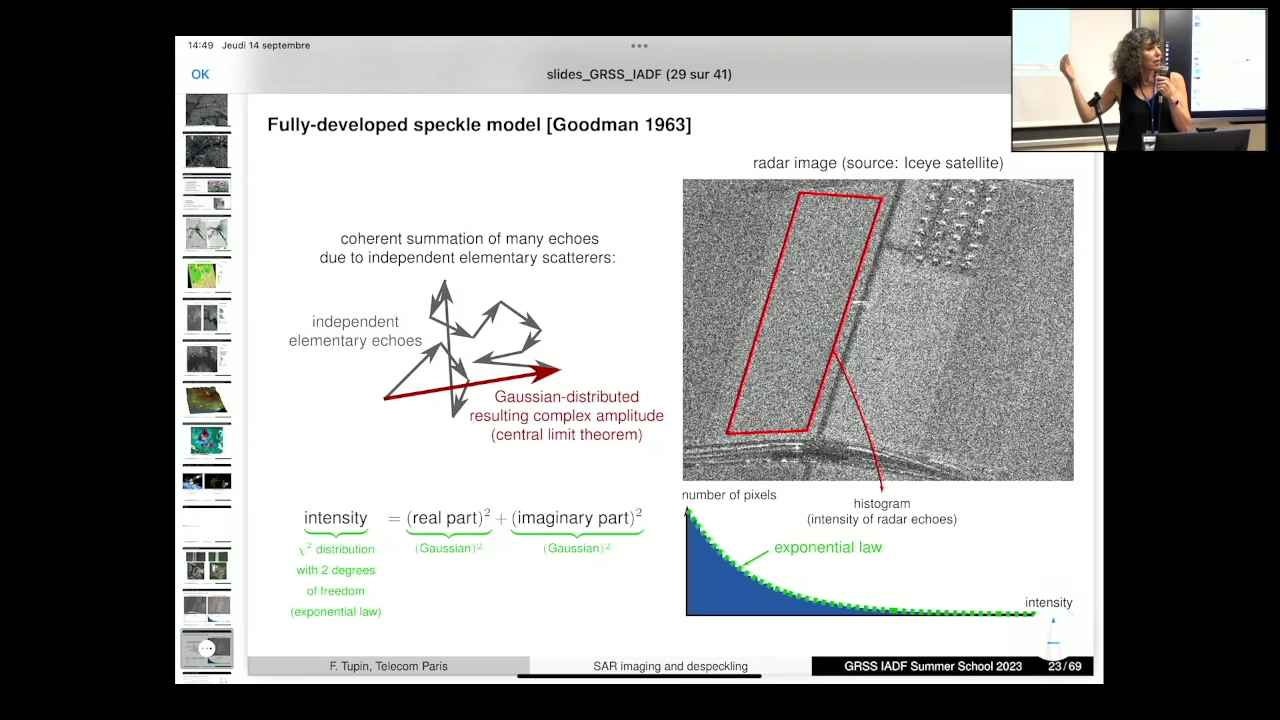 14:49 Jeudi 14 septembre
OK
slides_GRSS_IADF (29 sur 41)
Fully-developed speckle model [Goodman 1963]
radar image (source: Iceye satellite)
coherent summation of many echoes
due to independent elementary scatterers:
independent
elementary echoes
Gaussian-distributed
resulting complex amplitude
(central limit theorem)
number of pixels
histogram
(intensity of radar echoes)
intensity = (real part)² + (imaginary part)²
χ² distribution
with 2 degrees
of freedom
(exponential law)
(Gaussian)²
(Gaussian)²
exponential law
intensity
F. Tupin, Telecom Paris
SAR imaging and despeckling
GRSS IADF Summer School 2023
23/69